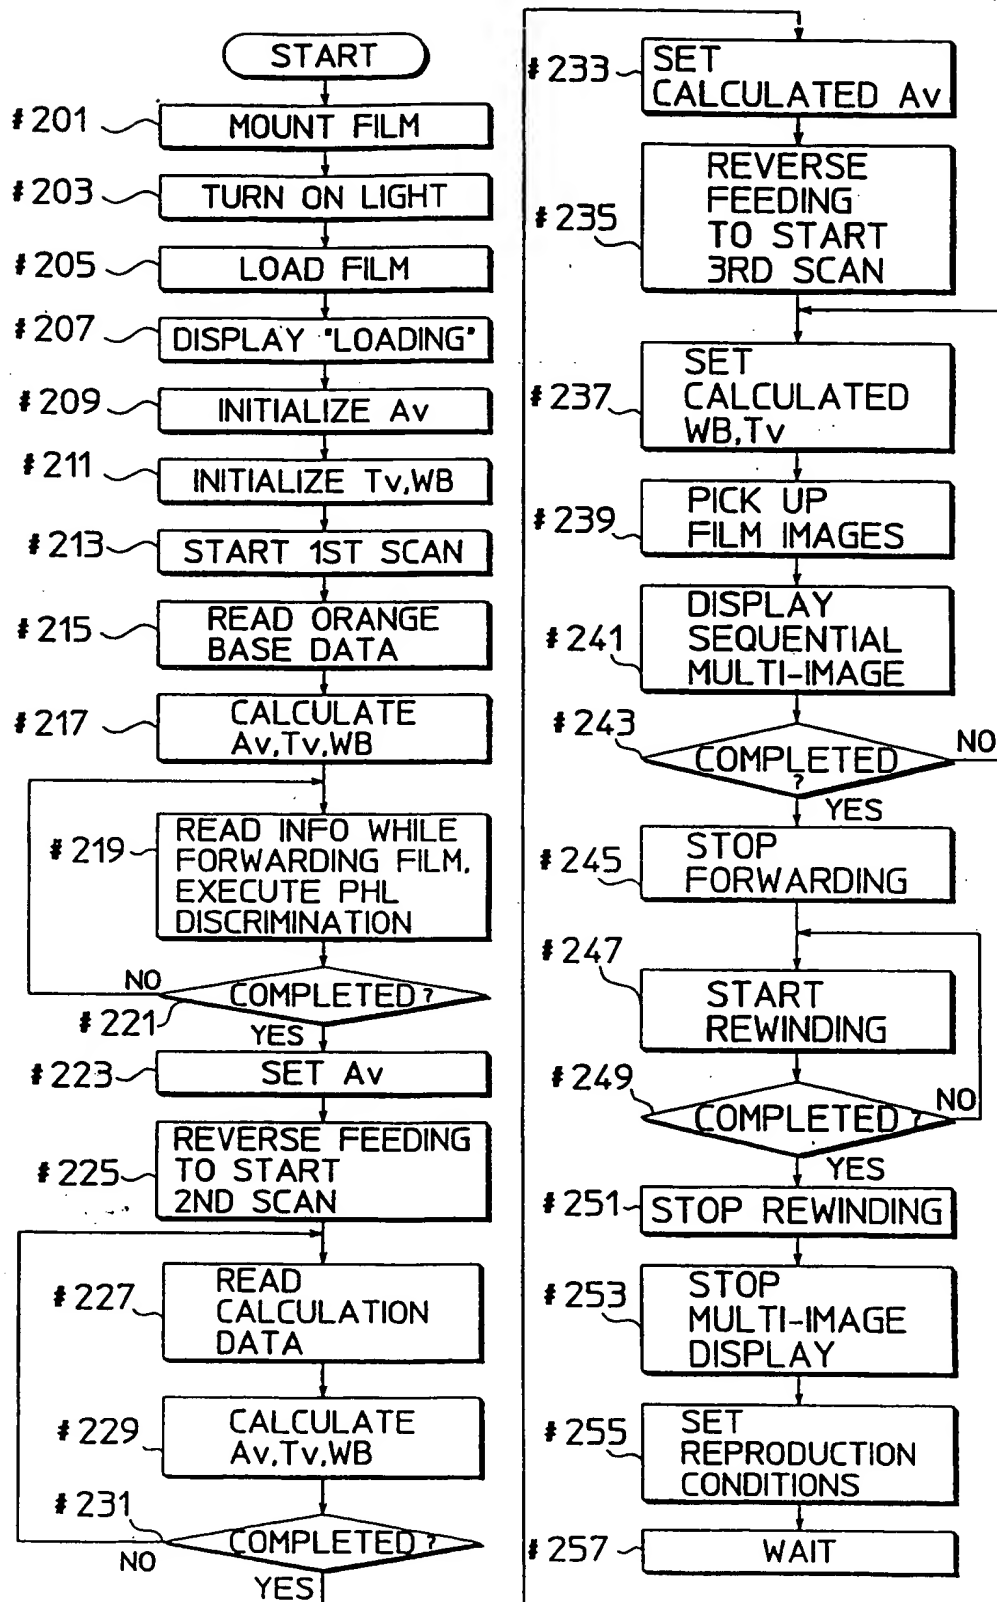 START
#201
MOUNT FILM
#203
TURN ON LIGHT
#205
LOAD FILM
#207
DISPLAY "LOADING"
#209
INITIALIZE Av
#211
INITIALIZE Tv,WB
#213
START 1ST SCAN
#215
READ ORANGE
BASE DATA
#217
CALCULATE
Av,Tv,WB
#219
READ INFO WHILE
FORWARDING FILM,
EXECUTE PHL
DISCRIMINATION
NO
COMPLETED?
#221
YES
#223
SET Av
#225
REVERSE FEEDING
TO START
2ND SCAN
#227
READ
CALCULATION
DATA
#229
CALCULATE
Av,Tv,WB
#231
COMPLETED?
NO
YES
#233
SET
CALCULATED Av
#235
REVERSE
FEEDING
TO START
3RD SCAN
#237
SET
CALCULATED
WB,Tv
#239
PICK UP
FILM IMAGES
#241
DISPLAY
SEQUENTIAL
MULTI-IMAGE
#243
COMPLETED
?
NO
YES
#245
STOP
FORWARDING
#247
START
REWINDING
#249
COMPLETED?
NO
YES
#251
STOP REWINDING
#253
STOP
MULTI-IMAGE
DISPLAY
#255
SET
REPRODUCTION
CONDITIONS
#257
WAIT